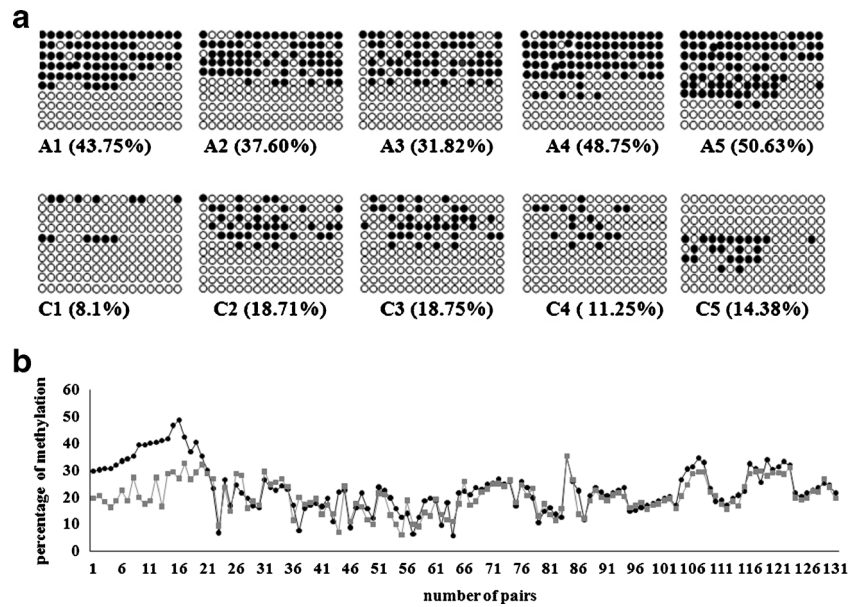 a
A1 (43.75%) A2 (37.60%) A3 (31.82%) A4 (48.75%) A5 (50.63%)
C1 (8.1%) C2 (18.71%) C3 (18.75%) C4 ( 11.25%) C5 (14.38%)
b
percentage of methylation
60
50
40
30
20
10
0
1 6 11 16 21 26 31 36 41 46 51 56 61 66 71 76 81 86 91 96 101 106 111 116 121 126 131
number of pairs